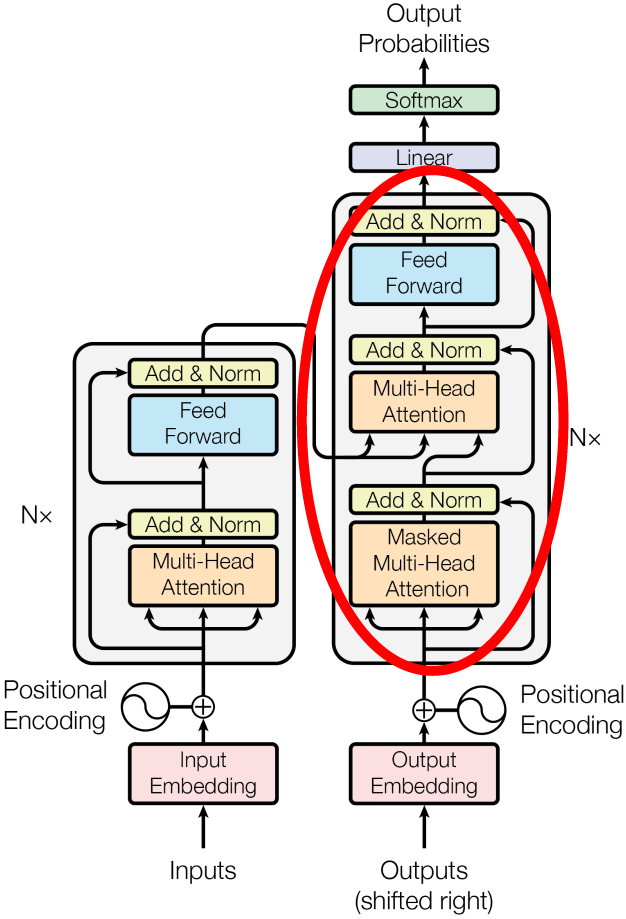 Output
Probabilities
Softmax
Linear
Add & Norm
Feed
Forward
Add & Norm
Multi-Head
Attention
Add & Norm
Masked
Multi-Head
Attention
N×
Add & Norm
Feed
Forward
Add & Norm
Multi-Head
Attention
N×
Positional
Encoding
Positional
Encoding
Input
Embedding
Output
Embedding
Inputs
Outputs
(shifted right)